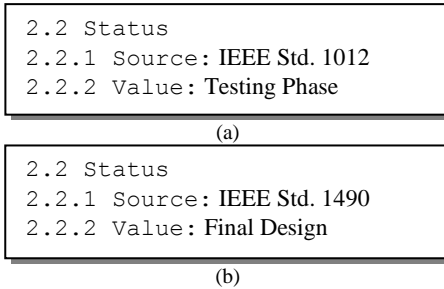 2.2 Status
2.2.1 Source: IEEE Std. 1012
2.2.2 Value: Testing Phase
(a)
2.2 Status
2.2.1 Source: IEEE Std. 1490
2.2.2 Value: Final Design
(b)